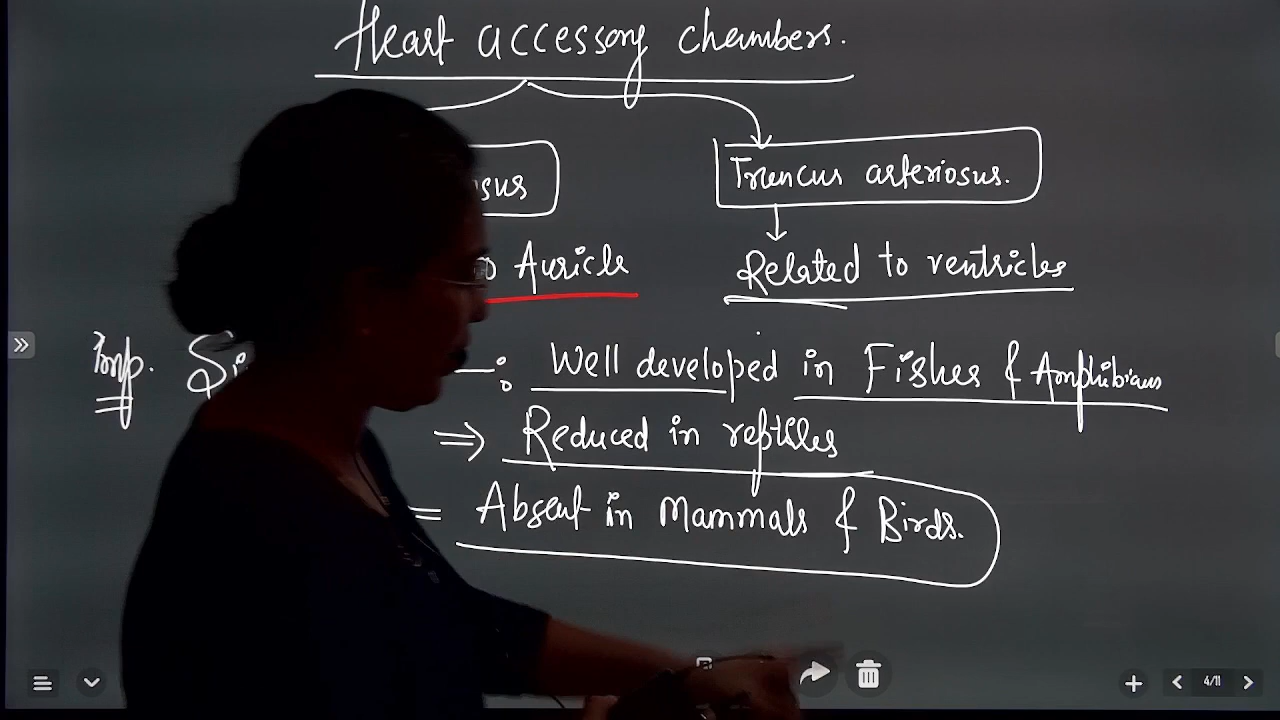 Heart accessory chambers.
Truncus arteriosus.
Auricle
Related to ventricles
Imp.
Well developed in Fishes & Amphibians
⇒ Reduced in reptiles
= Absent in Mammals & Birds.
4/11